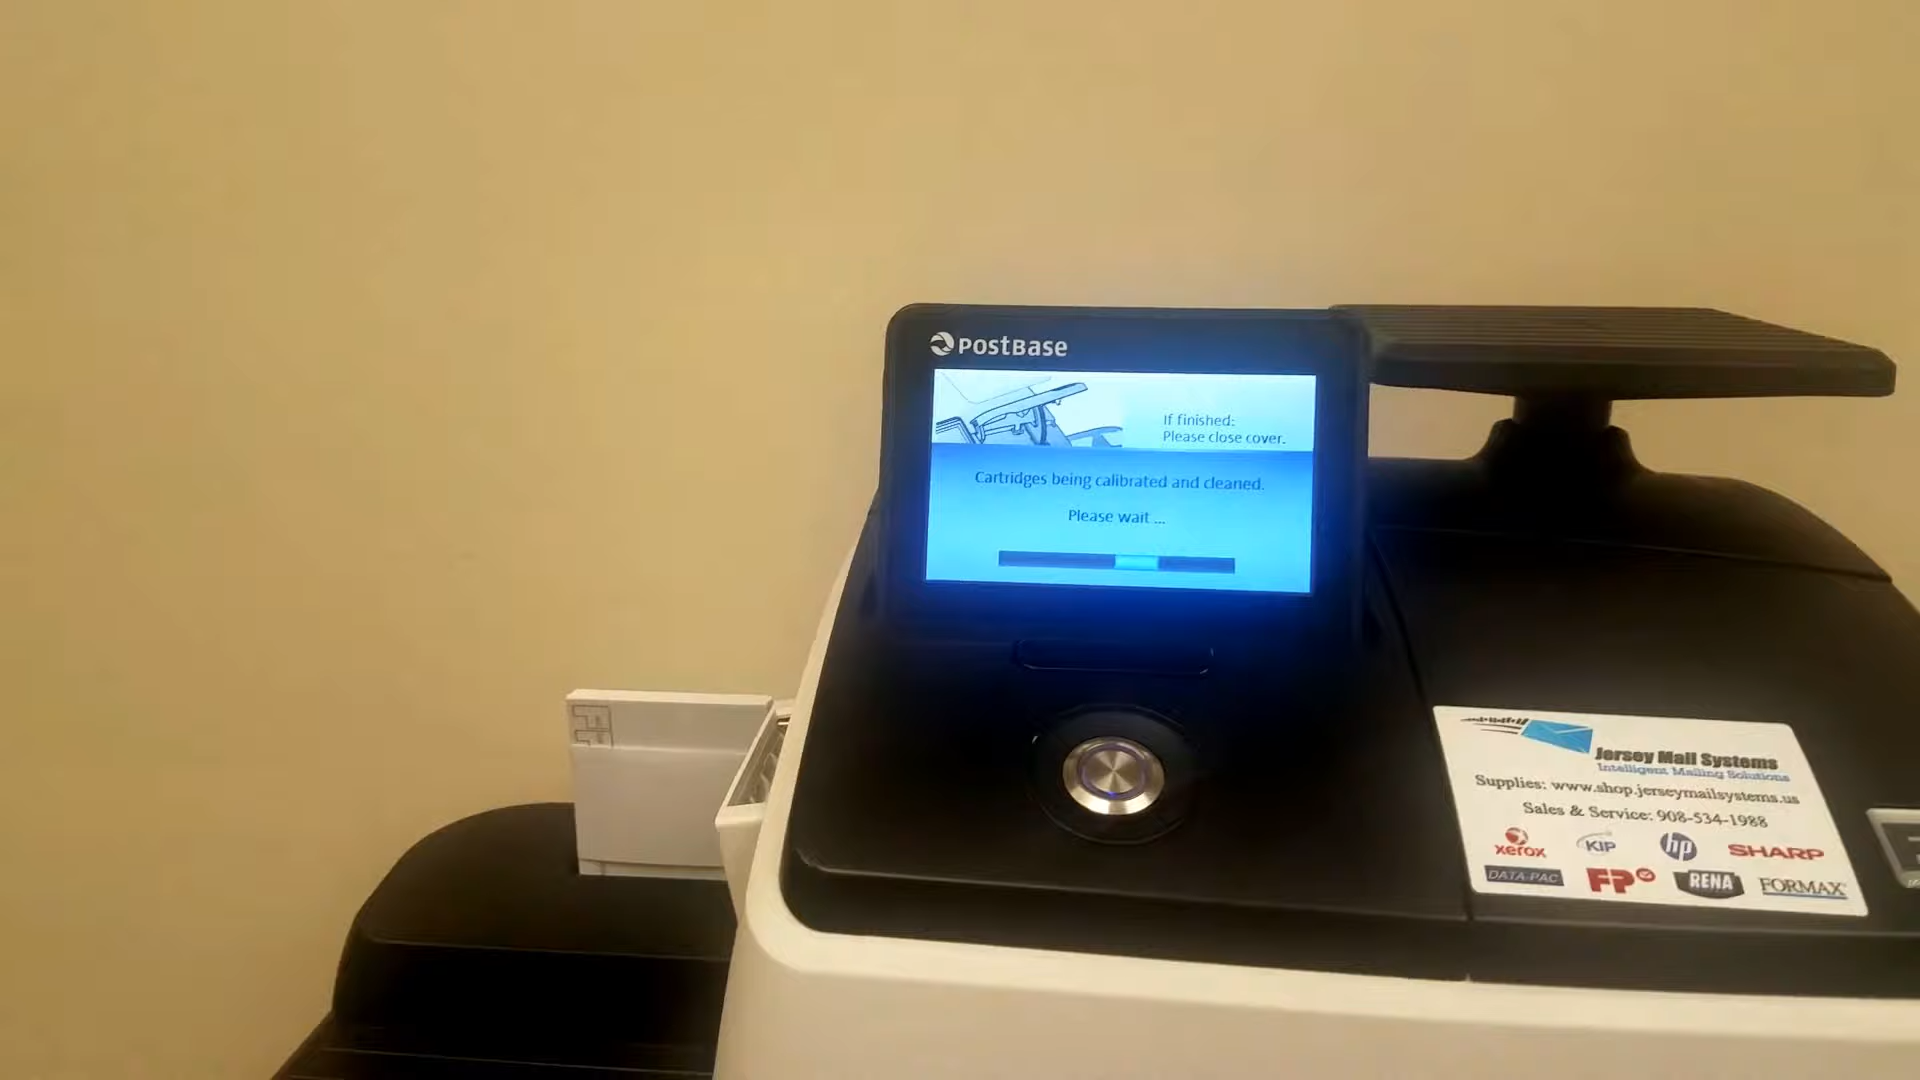 POSTBASE
If finished:
Please close cover.
Cartridges being calibrated and cleaned.
Please wait ...
Jersey Mail Systems
Intelligent Mailing Solutions
Supplies: www.shop.jerseymailsystems.us
Sales & Service: 908-534-1988
xerox KIP hp SHARP
DATA-PAC FP RENA FORMAX